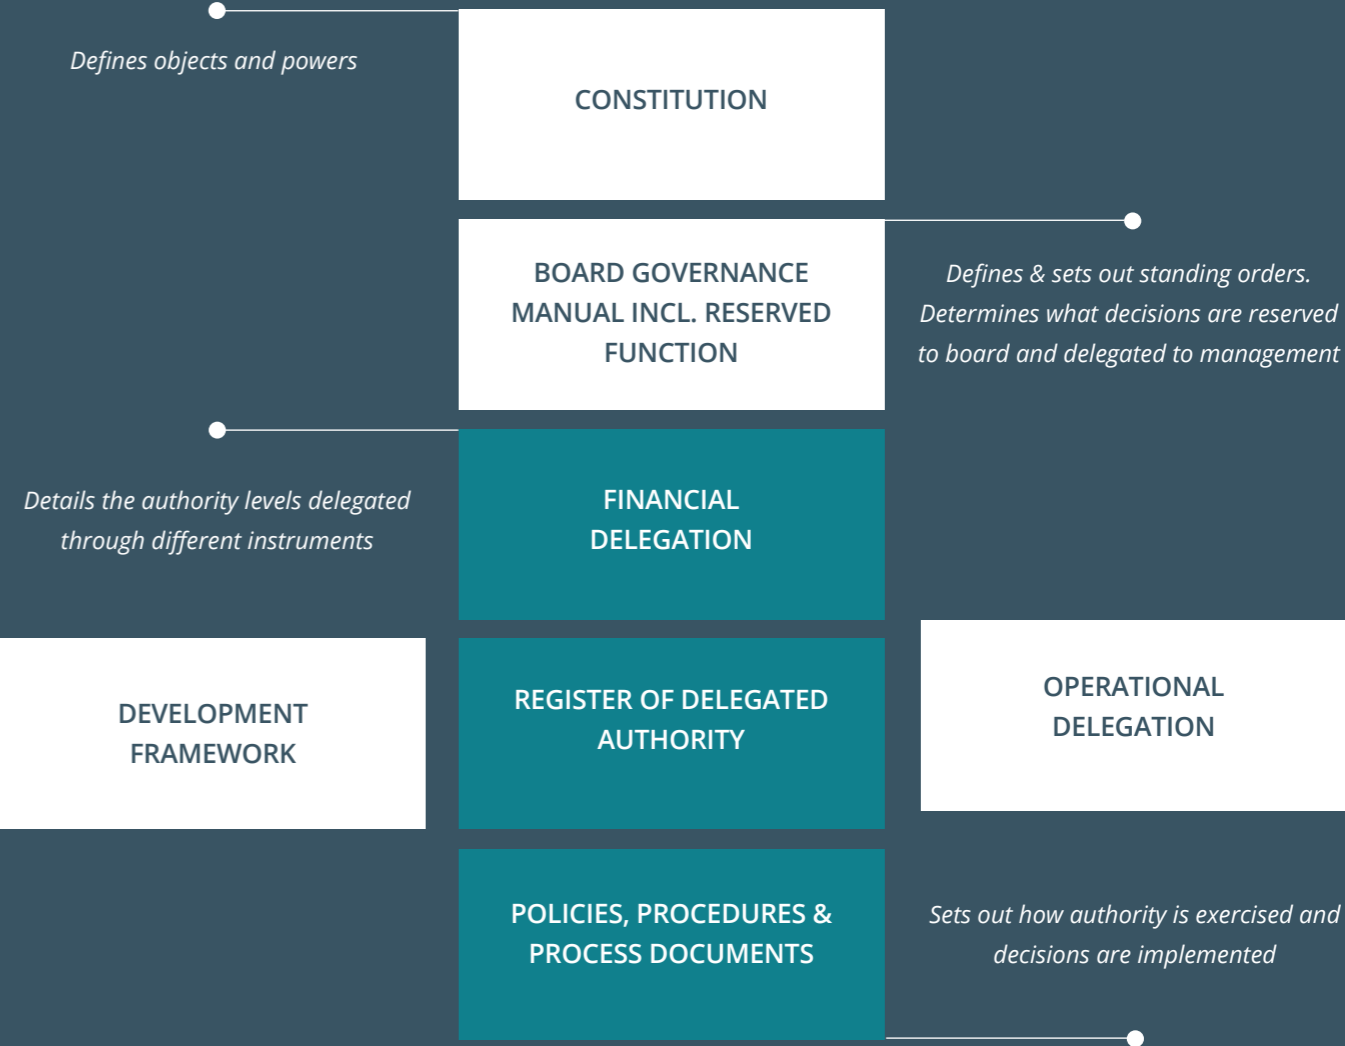 Defines objects and powers
CONSTITUTION
BOARD GOVERNANCE
MANUAL INCL. RESERVED
FUNCTION
Defines & sets out standing orders.
Determines what decisions are reserved
to board and delegated to management
Details the authority levels delegated
through different instruments
FINANCIAL
DELEGATION
DEVELOPMENT
FRAMEWORK
REGISTER OF DELEGATED
AUTHORITY
OPERATIONAL
DELEGATION
POLICIES, PROCEDURES &
PROCESS DOCUMENTS
Sets out how authority is exercised and
decisions are implemented